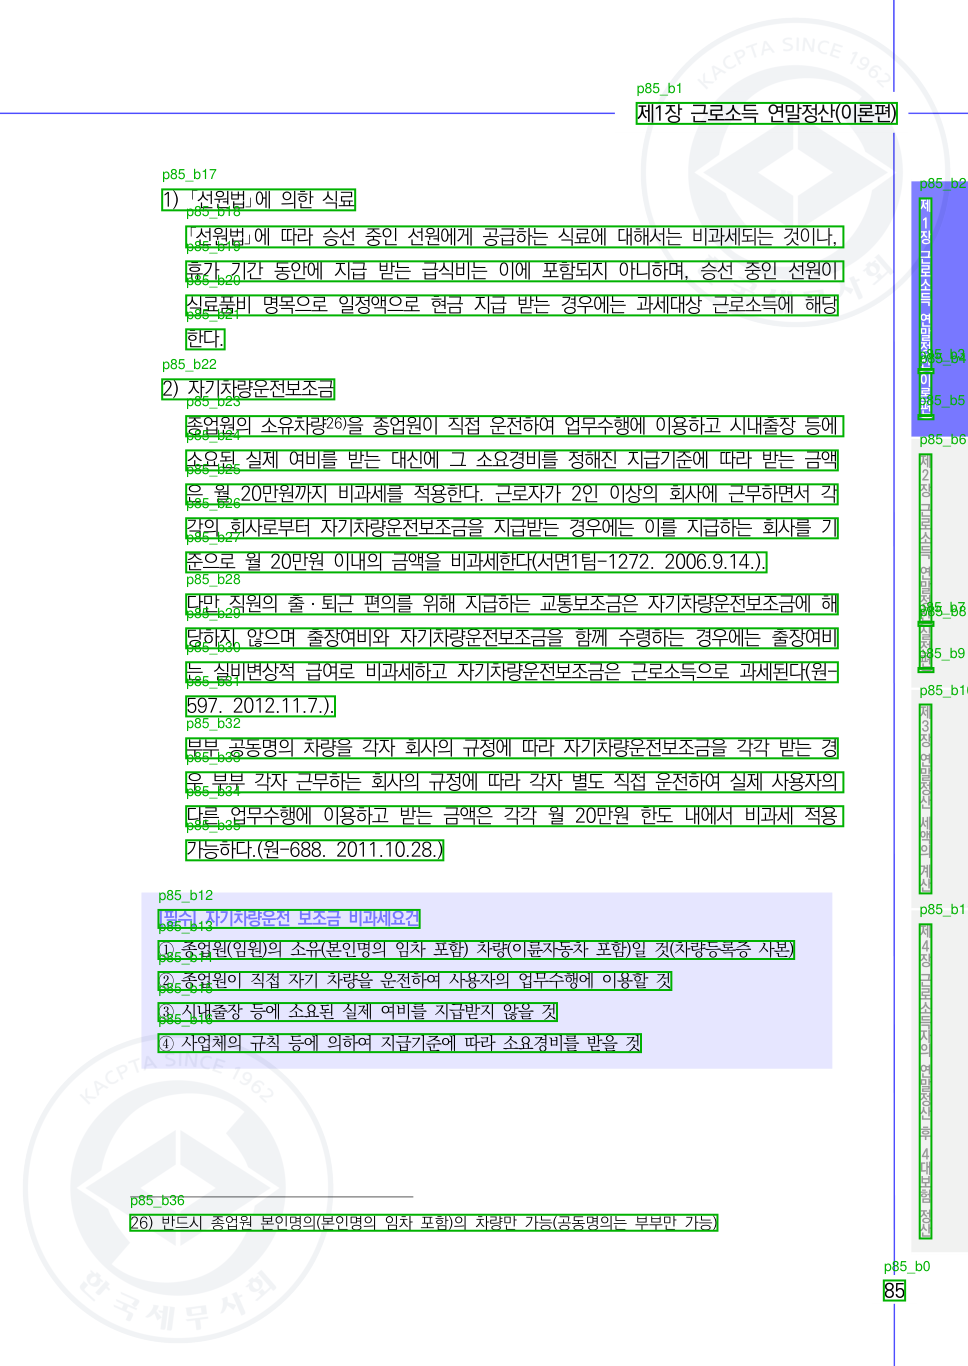 제1장 근로소득 연말정산(이론편)
1) 「선원법」에 의한 식료
「선원법」에 따라 승선 중인 선원에게 공급하는 식료에 대해서는 비과세되는 것이나,
휴가 기간 동안에 지급 받는 급식비는 이에 포함되지 아니하며, 승선 중인 선원이
식료품비 명목으로 일정액으로 현금 지급 받는 경우에는 과세대상 근로소득에 해당
한다.
2) 자기차량운전보조금
종업원의 소유차량26)을 종업원이 직접 운전하여 업무수행에 이용하고 시내출장 등에
소요된 실제 여비를 받는 대신에 그 소요경비를 정해진 지급기준에 따라 받는 금액
은 월 20만원까지 비과세를 적용한다. 근로자가 2인 이상의 회사에 근무하면서 각
각의 회사로부터 자기차량운전보조금을 지급받는 경우에는 이를 지급하는 회사를 기
준으로 월 20만원 이내의 금액을 비과세한다(서면1팀-1272. 2006.9.14.).
다만 직원의 출·퇴근 편의를 위해 지급하는 교통보조금은 자기차량운전보조금에 해
당하지 않으며 출장여비와 자기차량운전보조금을 함께 수령하는 경우에는 출장여비
는 실비변상적 급여로 비과세하고 자기차량운전보조금은 근로소득으로 과세된다(원-
597. 2012.11.7.).
부부 공동명의 차량을 각자 회사의 규정에 따라 자기차량운전보조금을 각각 받는 경
우 부부 각자 근무하는 회사의 규정에 따라 각자 별도 직접 운전하여 실제 사용자의
다른 업무수행에 이용하고 받는 금액은 각각 월 20만원 한도 내에서 비과세 적용
가능하다.(원-688. 2011.10.28.)
[필수] 자기차량운전 보조금 비과세요건
① 종업원(임원)의 소유(본인명의 임차 포함) 차량(이륜자동차 포함)일 것(차량등록증 사본)
② 종업원이 직접 자기 차량을 운전하여 사용자의 업무수행에 이용할 것
③ 시내출장 등에 소요된 실제 여비를 지급받지 않을 것
④ 사업체의 규칙 등에 의하여 지급기준에 따라 소요경비를 받을 것
26) 반드시 종업원 본인명의(본인명의 임차 포함)의 차량만 가능(공동명의는 부부만 가능)
85
제1장 근로소득 연말정산(이론편)
제2장 근로소득 연말정산
제3장 연말정산 세액의 계산
제4장 근로소득자의 연말정산 후 4대보험 정산
KACPTA SINCE 1962
한국세무사회
p85_b0
p85_b1
p85_b2
p85_b3
p85_b4
p85_b5
p85_b6
p85_b7
p85_b8
p85_b9
p85_b10
p85_b12
p85_b13
p85_b17
p85_b18
p85_b19
p85_b20
p85_b21
p85_b22
p85_b23
p85_b24
p85_b25
p85_b26
p85_b27
p85_b28
p85_b29
p85_b30
p85_b31
p85_b32
p85_b33
p85_b34
p85_b35
p85_b36